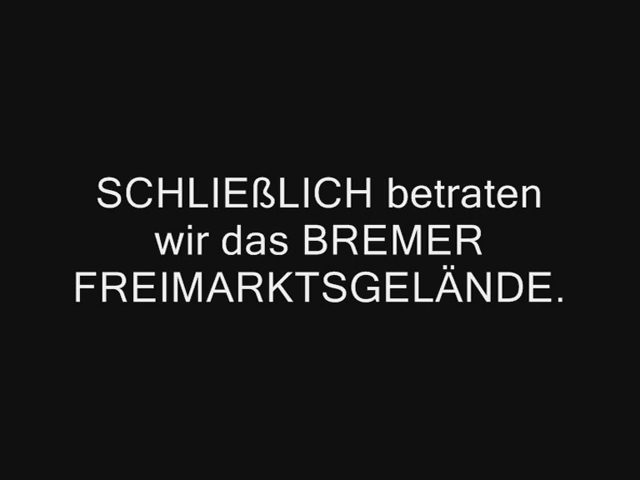 SCHLIEßLICH betraten
wir das BREMER
FREIMARKTSGELÄNDE.